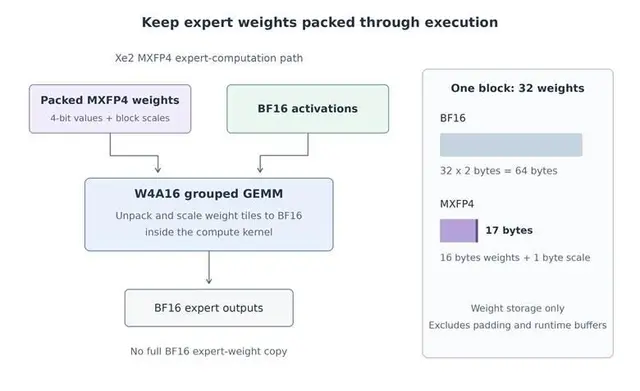 Keep expert weights packed through execution
Xe2 MXFP4 expert-computation path
Packed MXFP4 weights
4-bit values + block scales
BF16 activations
W4A16 grouped GEMM
Unpack and scale weight tiles to BF16
inside the compute kernel
BF16 expert outputs
No full BF16 expert-weight copy
One block: 32 weights
BF16
32 x 2 bytes = 64 bytes
MXFP4
17 bytes
16 bytes weights + 1 byte scale
Weight storage only
Excludes padding and runtime buffers